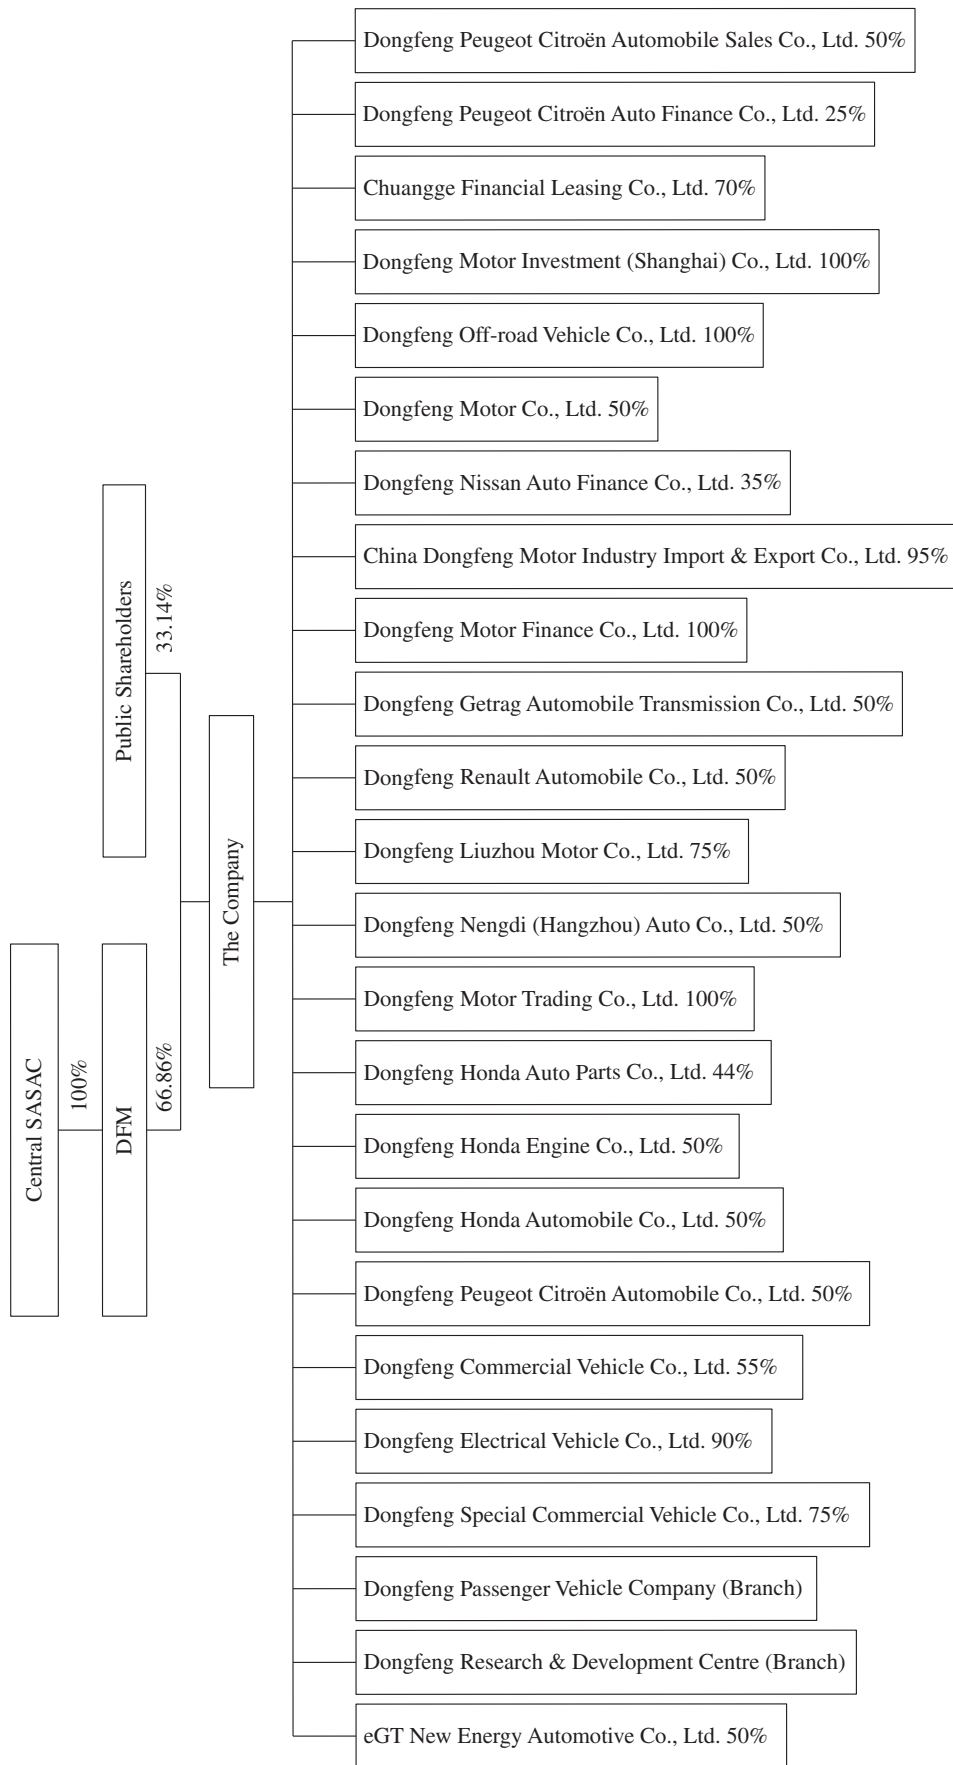 Central SASAC
100%
DFM
66.86%
Public Shareholders
33.14%
The Company
Dongfeng Peugeot Citroën Automobile Sales Co., Ltd. 50%
Dongfeng Peugeot Citroën Auto Finance Co., Ltd. 25%
Chuangge Financial Leasing Co., Ltd. 70%
Dongfeng Motor Investment (Shanghai) Co., Ltd. 100%
Dongfeng Off-road Vehicle Co., Ltd. 100%
Dongfeng Motor Co., Ltd. 50%
Dongfeng Nissan Auto Finance Co., Ltd. 35%
China Dongfeng Motor Industry Import & Export Co., Ltd. 95%
Dongfeng Motor Finance Co., Ltd. 100%
Dongfeng Getrag Automobile Transmission Co., Ltd. 50%
Dongfeng Renault Automobile Co., Ltd. 50%
Dongfeng Liuzhou Motor Co., Ltd. 75%
Dongfeng Nengdi (Hangzhou) Auto Co., Ltd. 50%
Dongfeng Motor Trading Co., Ltd. 100%
Dongfeng Honda Auto Parts Co., Ltd. 44%
Dongfeng Honda Engine Co., Ltd. 50%
Dongfeng Honda Automobile Co., Ltd. 50%
Dongfeng Peugeot Citroën Automobile Co., Ltd. 50%
Dongfeng Commercial Vehicle Co., Ltd. 55%
Dongfeng Electrical Vehicle Co., Ltd. 90%
Dongfeng Special Commercial Vehicle Co., Ltd. 75%
Dongfeng Passenger Vehicle Company (Branch)
Dongfeng Research & Development Centre (Branch)
eGT New Energy Automotive Co., Ltd. 50%